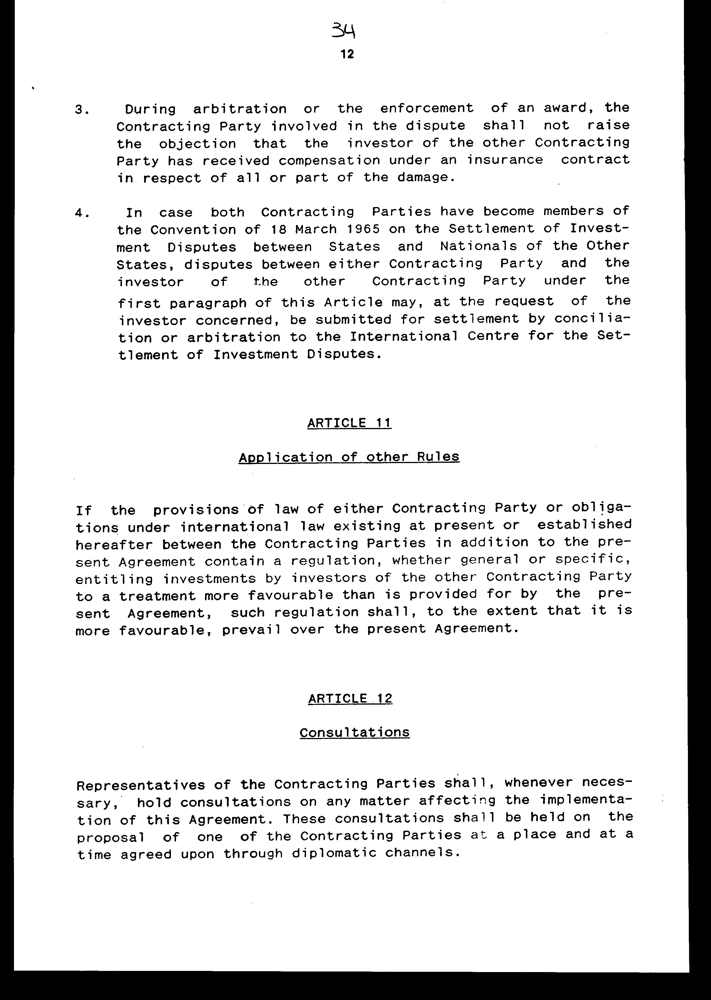 34
12
3. During arbitration or the enforcement of an award, the
Contracting Party involved in the dispute shall not raise
the objection that the investor of the other Contracting
Party has received compensation under an insurance contract
in respect of all or part of the damage.
4. In case both Contracting Parties have become members of
the Convention of 18 March 1965 on the Settlement of Invest-
ment Disputes between States and Nationals of the Other
States, disputes between either Contracting Party and the
investor of the other Contracting Party under the
first paragraph of this Article may, at the request of the
investor concerned, be submitted for settlement by concilia-
tion or arbitration to the International Centre for the Set-
tlement of Investment Disputes.
ARTICLE 11
Application of other Rules
If the provisions of law of either Contracting Party or obliga-
tions under international law existing at present or established
hereafter between the Contracting Parties in addition to the pre-
sent Agreement contain a regulation, whether general or specific,
entitling investments by investors of the other Contracting Party
to a treatment more favourable than is provided for by the pre-
sent Agreement, such regulation shall, to the extent that it is
more favourable, prevail over the present Agreement.
ARTICLE 12
Consultations
Representatives of the Contracting Parties shall, whenever neces-
sary, hold consultations on any matter affecting the implementa-
tion of this Agreement. These consultations shall be held on the
proposal of one of the Contracting Parties at a place and at a
time agreed upon through diplomatic channels.